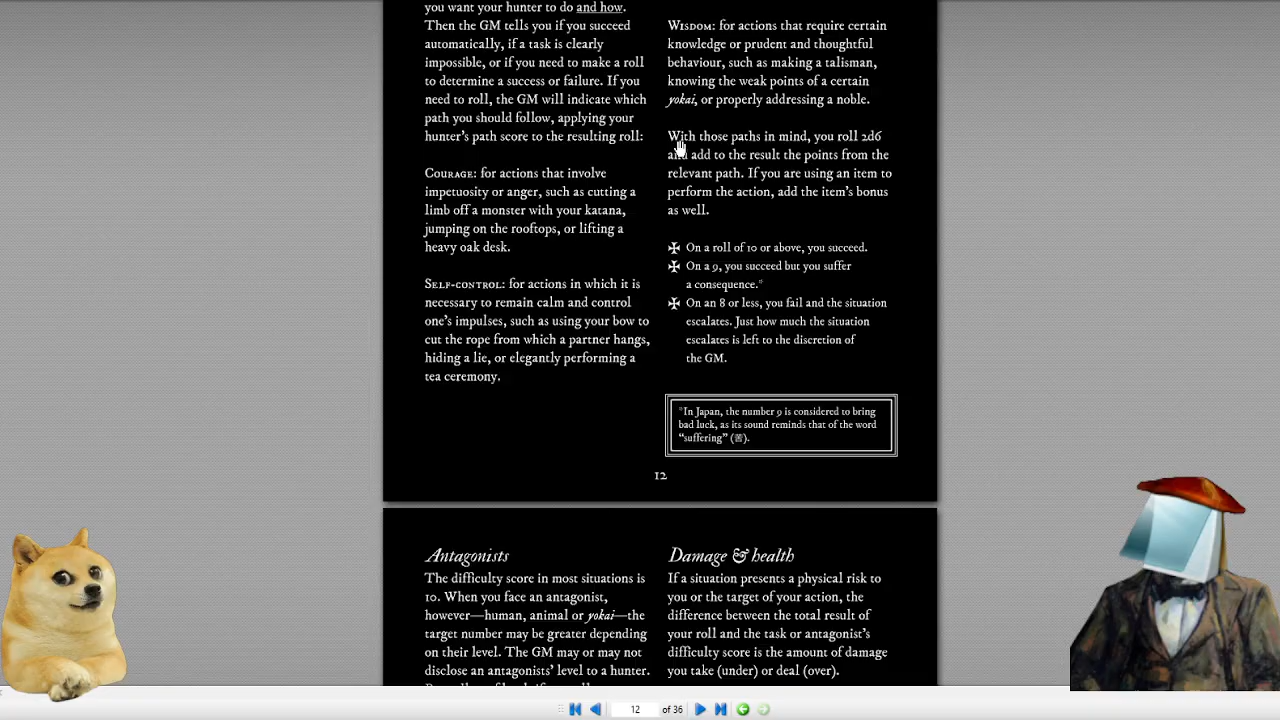 you want your hunter to do and how.
Then the GM tells you if you succeed
automatically, if a task is clearly
impossible, or if you need to make a roll
to determine a success or failure. If you
need to roll, the GM will indicate which
path you should follow, applying your
hunter's path score to the resulting roll:
Courage: for actions that involve
impetuosity or anger, such as cutting a
limb off a monster with your katana,
jumping on the rooftops, or lifting a
heavy oak desk.
Self-control: for actions in which it is
necessary to remain calm and control
one's impulses, such as using your bow to
cut the rope from which a partner hangs,
hiding a lie, or elegantly performing a
tea ceremony.
Wisdom: for actions that require certain
knowledge or prudent and thoughtful
behaviour, such as making a talisman,
knowing the weak points of a certain
yokai, or properly addressing a noble.
With those paths in mind, you roll 2d6
and add to the result the points from the
relevant path. If you are using an item to
perform the action, add the item's bonus
as well.
✠ On a roll of 10 or above, you succeed.
✠ On a 9, you succeed but you suffer
a consequence.*
✠ On an 8 or less, you fail and the situation
escalates. Just how much the situation
escalates is left to the discretion of
the GM.
*In Japan, the number 9 is considered to bring
bad luck, as its sound reminds that of the word
"suffering" (苦).
12
Antagonists
The difficulty score in most situations is
10. When you face an antagonist,
however—human, animal or yokai—the
target number may be greater depending
on their level. The GM may or may not
disclose an antagonists' level to a hunter.
Damage & health
If a situation presents a physical risk to
you or the target of your action, the
difference between the total result of
your roll and the task or antagonist's
difficulty score is the amount of damage
you take (under) or deal (over).
12 of 36